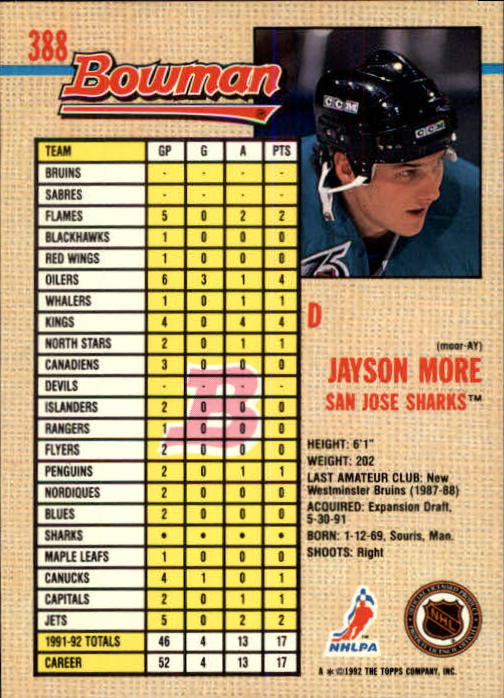 388
Bowman
CCM
CCM
TEAM GP G A PTS
BRUINS - - - -
SABRES - - - -
FLAMES 5 0 2 2
BLACKHAWKS 1 0 0 0
RED WINGS 1 0 0 0
OILERS 6 3 1 4
WHALERS 1 0 1 1
KINGS 4 0 4 4
NORTH STARS 2 0 1 1
CANADIENS 3 0 0 0
DEVILS - - - -
ISLANDERS 2 0 0 0
RANGERS 1 0 0 0
FLYERS 2 0 0 0
PENGUINS 2 0 1 1
NORDIQUES 2 0 0 0
BLUES 2 0 0 0
SHARKS • • • •
MAPLE LEAFS 1 0 0 0
CANUCKS 4 1 0 1
CAPITALS 2 0 1 1
JETS 5 0 2 2
1991-92 TOTALS 46 4 13 17
CAREER 52 4 13 17
B
D
(moor-AY)
JAYSON MORE
SAN JOSE SHARKS™
HEIGHT: 6'1"
WEIGHT: 202
LAST AMATEUR CLUB: New
Westminster Bruins (1987-88)
ACQUIRED: Expansion Draft,
5-30-91
BORN: 1-12-69, Souris, Man.
SHOOTS: Right
NHLPA™
NHL
A * ©1992 THE TOPPS COMPANY, INC.